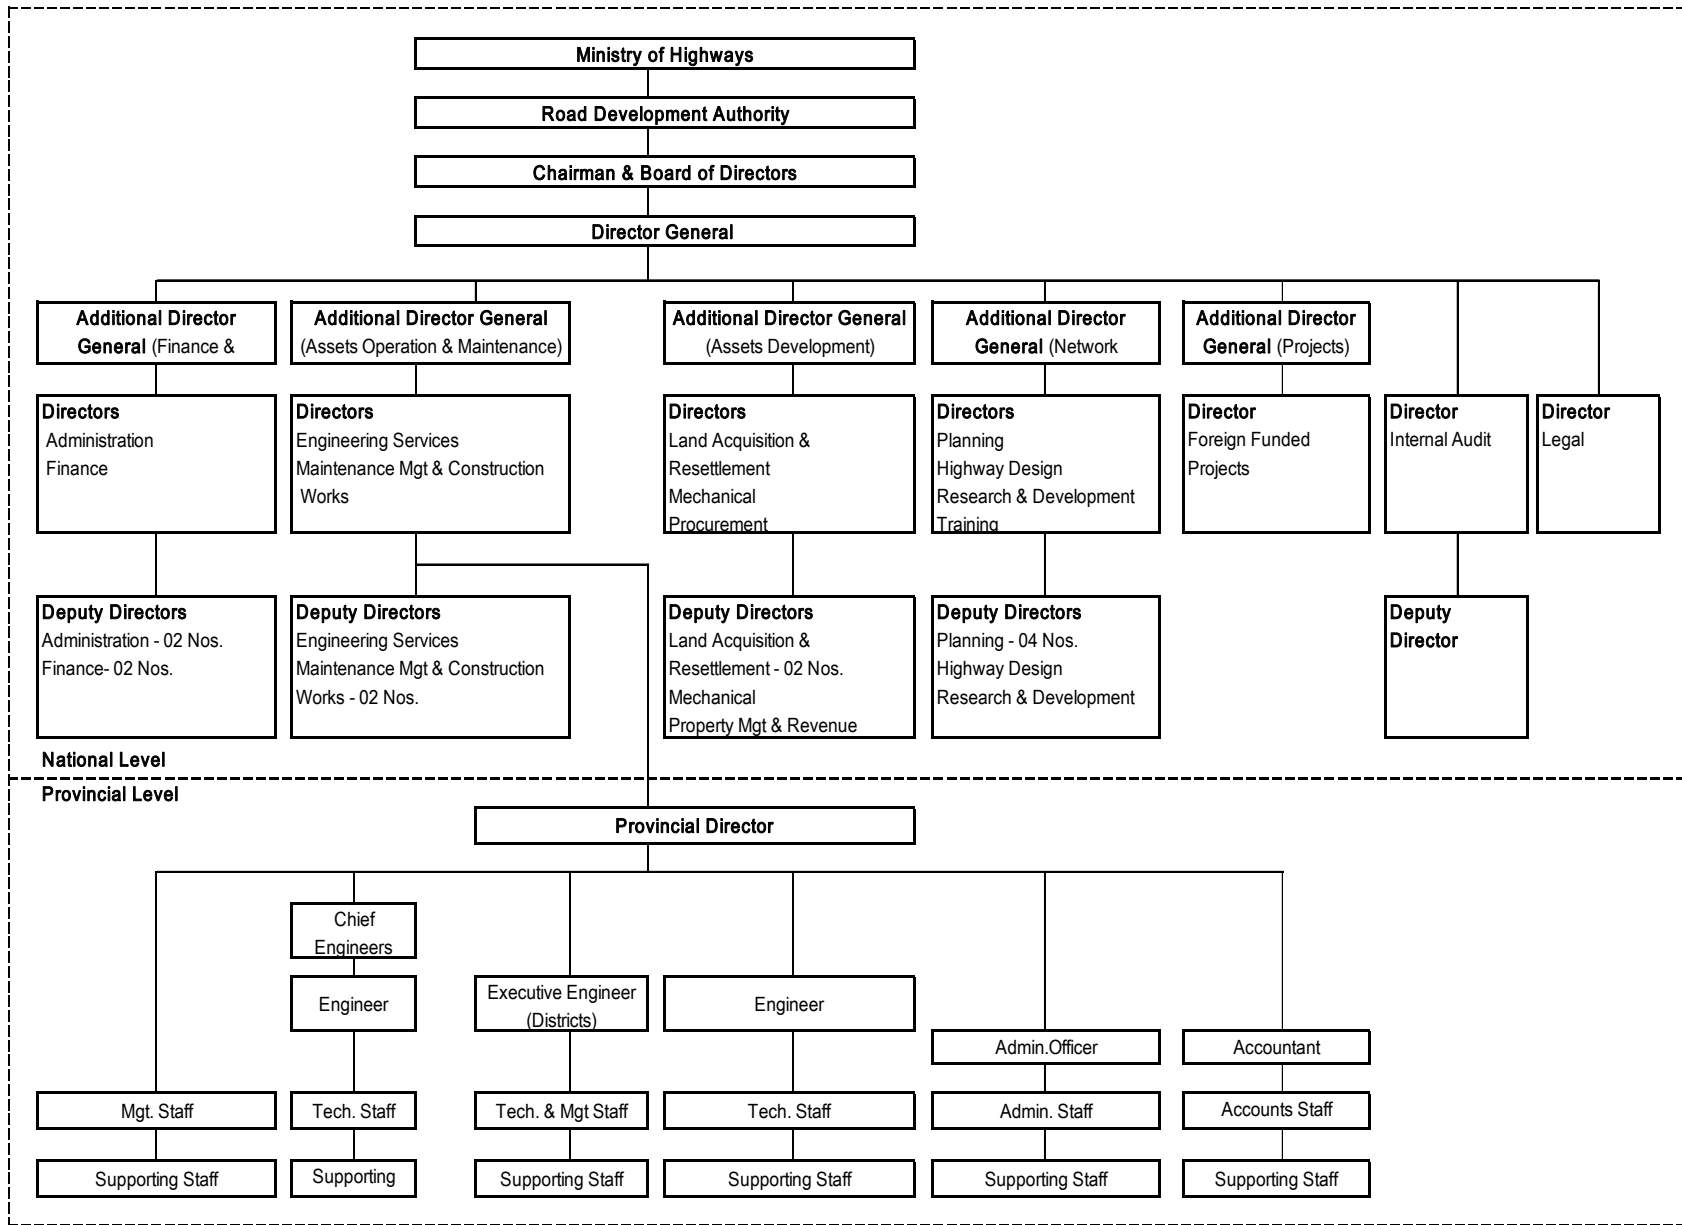 Ministry of Highways
Road Development Authority
Chairman & Board of Directors
Director General
Additional Director
General (Finance &
Additional Director General
(Assets Operation & Maintenance)
Additional Director General
(Assets Development)
Additional Director
General (Network
Additional Director
General (Projects)
Directors
Administration
Finance
Directors
Engineering Services
Maintenance Mgt & Construction
Works
Directors
Land Acquisition &
Resettlement
Mechanical
Procurement
Directors
Planning
Highway Design
Research & Development
Training
Director
Foreign Funded
Projects
Director
Internal Audit
Director
Legal
Deputy Directors
Administration - 02 Nos.
Finance- 02 Nos.
Deputy Directors
Engineering Services
Maintenance Mgt & Construction
Works - 02 Nos.
Deputy Directors
Land Acquisition &
Resettlement - 02 Nos.
Mechanical
Property Mgt & Revenue
Deputy Directors
Planning - 04 Nos.
Highway Design
Research & Development
Deputy
Director
National Level
Provincial Level
Provincial Director
Chief
Engineers
Engineer
Executive Engineer
(Districts)
Engineer
Admin.Officer
Accountant
Mgt. Staff
Tech. Staff
Tech. & Mgt Staff
Tech. Staff
Admin. Staff
Accounts Staff
Supporting Staff
Supporting
Supporting Staff
Supporting Staff
Supporting Staff
Supporting Staff